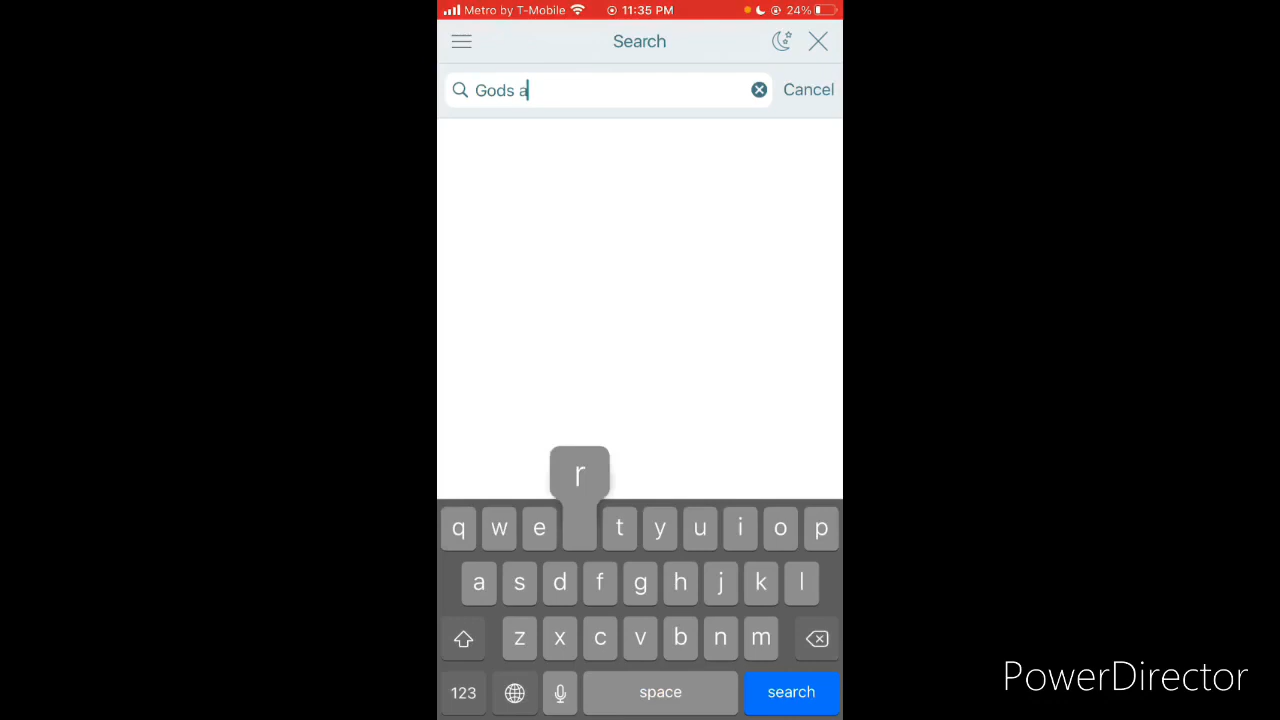 Metro by T-Mobile 11:35 PM 24%
Search
Gods a
Cancel
r
q w e t y u i o p
a s d f g h j k l
z x c v b n m
123 space search
PowerDirector